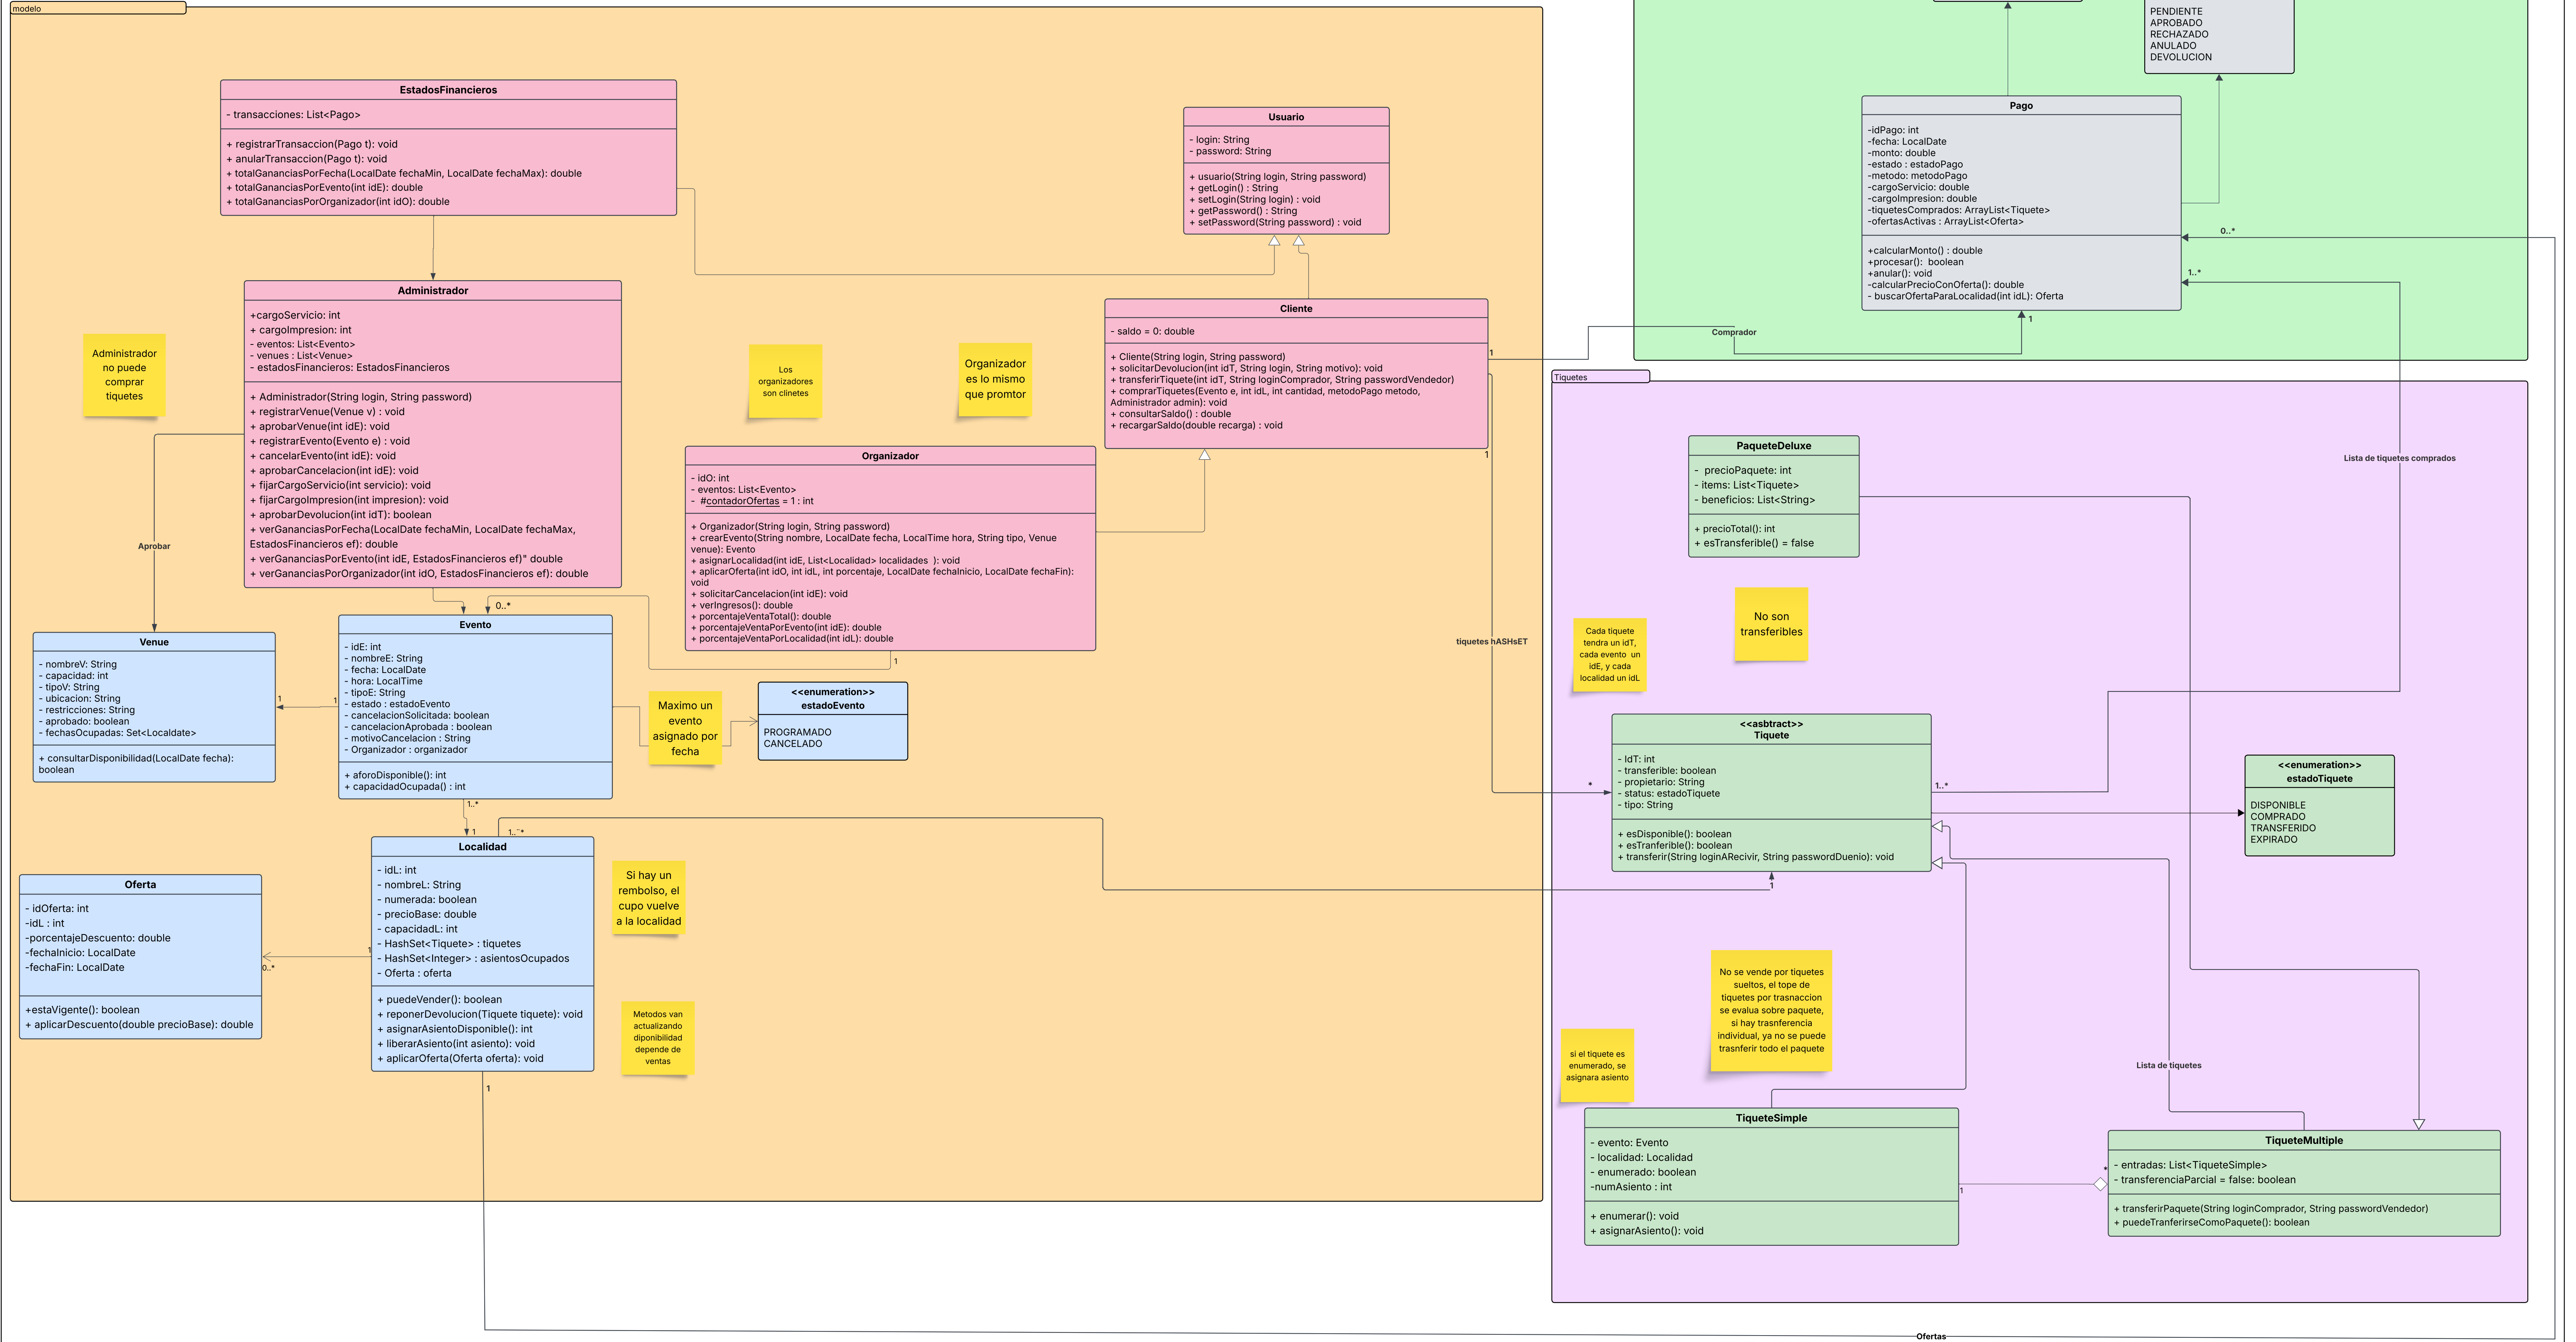 modelo
EstadosFinancieros
- transacciones: List<Pago>
+ registrarTransaccion(Pago t): void
+ anularTransaccion(Pago t): void
+ totalGananciasPorFecha(LocalDate fechaMin, LocalDate fechaMax): double
+ totalGananciasPorEvento(int idE): double
+ totalGananciasPorOrganizador(int idO): double
Usuario
- login: String
- password: String
+ usuario(String login, String password)
+ getLogin() : String
+ setLogin(String login) : void
+ getPassword() : String
+ setPassword(String password) : void
Administrador
+cargoServicio: int
+ cargoImpresion: int
- eventos: List<Evento>
- venues : List<Venue>
- estadosFinancieros: EstadosFinancieros
+ Administrador(String login, String password)
+ registrarVenue(Venue v) : void
+ aprobarVenue(int idE): void
+ registrarEvento(Evento e) : void
+ cancelarEvento(int idE): void
+ aprobarCancelacion(int idE): void
+ fijarCargoServicio(int servicio): void
+ fijarCargoImpresion(int impresion): void
+ aprobarDevolucion(int idT): boolean
+ verGananciasPorFecha(LocalDate fechaMin, LocalDate fechaMax,
EstadosFinancieros ef): double
+ verGananciasPorEvento(int idE, EstadosFinancieros ef)" double
+ verGananciasPorOrganizador(int idO, EstadosFinancieros ef): double
Administrador
no puede
comprar
tiquetes
Los
organizadores
son clinetes
Organizador
es lo mismo
que promtor
Cliente
- saldo = 0: double
+ Cliente(String login, String password)
+ solicitarDevolucion(int idT, String login, String motivo): void
+ transferirTiquete(int idT, String loginComprador, String passwordVendedor)
+ comprarTiquetes(Evento e, int idL, int cantidad, metodoPago metodo,
Administrador admin): void
+ consultarSaldo() : double
+ recargarSaldo(double recarga) : void
1
1
Organizador
- idO: int
- eventos: List<Evento>
- #contadorOfertas = 1 : int
+ Organizador(String login, String password)
+ crearEvento(String nombre, LocalDate fecha, LocalTime hora, String tipo, Venue
venue): Evento
+ asignarLocalidad(int idE, List<Localidad> localidades ): void
+ aplicarOferta(int idO, int idL, int porcentaje, LocalDate fechaInicio, LocalDate fechaFin):
void
+ solicitarCancelacion(int idE): void
+ verIngresos(): double
+ porcentajeVentaTotal(): double
+ porcentajeVentaPorEvento(int idE): double
+ porcentajeVentaPorLocalidad(int idL): double
1
0..*
Aprobar
Venue
- nombreV: String
- capacidad: int
- tipoV: String
- ubicacion: String
- restricciones: String
- aprobado: boolean
- fechasOcupadas: Set<Localdate>
+ consultarDisponibilidad(LocalDate fecha):
boolean
1
1
Evento
- idE: int
- nombreE: String
- fecha: LocalDate
- hora: LocalTime
- tipoE: String
- estado : estadoEvento
- cancelacionSolicitada: boolean
- cancelacionAprobada : boolean
- motivoCancelacion : String
- Organizador : organizador
+ aforoDisponible(): int
+ capacidadOcupada() : int
Maximo un
evento
asignado por
fecha
<<enumeration>>
estadoEvento
PROGRAMADO
CANCELADO
1..*
1
1..¨*
Localidad
- idL: int
- nombreL: String
- numerada: boolean
- precioBase: double
- capacidadL: int
- HashSet<Tiquete> : tiquetes
- HashSet<Integer> : asientosOcupados
- Oferta : oferta
+ puedeVender(): boolean
+ reponerDevolucion(Tiquete tiquete): void
+ asignarAsientoDisponible(): int
+ liberarAsiento(int asiento): void
+ aplicarOferta(Oferta oferta): void
1
1
0..*
Oferta
- idOferta: int
-idL : int
-porcentajeDescuento: double
-fechaInicio: LocalDate
-fechaFin: LocalDate
+estaVigente(): boolean
+ aplicarDescuento(double precioBase): double
Si hay un
rembolso, el
cupo vuelve
a la localidad
Metodos van
actualizando
diponibilidad
depende de
ventas
PENDIENTE
APROBADO
RECHAZADO
ANULADO
DEVOLUCION
Pago
-idPago: int
-fecha: LocalDate
-monto: double
-estado : estadoPago
-metodo: metodoPago
-cargoServicio: double
-cargoImpresion: double
-tiquetesComprados: ArrayList<Tiquete>
-ofertasActivas : ArrayList<Oferta>
+calcularMonto() : double
+procesar(): boolean
+anular(): void
-calcularPrecioConOferta(): double
- buscarOfertaParaLocalidad(int idL): Oferta
0..*
1..*
1
Comprador
Tiquetes
PaqueteDeluxe
- precioPaquete: int
- items: List<Tiquete>
- beneficios: List<String>
+ precioTotal(): int
+ esTransferible() = false
Lista de tiquetes comprados
No son
transferibles
Cada tiquete
tendra un idT,
cada evento un
idE, y cada
localidad un idL
tiquetes hASHsET
*
<<asbtract>>
Tiquete
- IdT: int
- transferible: boolean
- propietario: String
- status: estadoTiquete
- tipo: String
+ esDisponible(): boolean
+ esTranferible(): boolean
+ transferir(String loginARecivir, String passwordDuenio): void
1..*
1
<<enumeration>>
estadoTiquete
DISPONIBLE
COMPRADO
TRANSFERIDO
EXPIRADO
No se vende por tiquetes
sueltos, el tope de
tiquetes por trasnaccion
se evalua sobre paquete,
si hay trasnferencia
individual, ya no se puede
trasnferir todo el paquete
si el tiquete es
enumerado, se
asignara asiento
Lista de tiquetes
TiqueteSimple
- evento: Evento
- localidad: Localidad
- enumerado: boolean
-numAsiento : int
+ enumerar(): void
+ asignarAsiento(): void
1
*
TiqueteMultiple
- entradas: List<TiqueteSimple>
- transferenciaParcial = false: boolean
+ transferirPaquete(String loginComprador, String passwordVendedor)
+ puedeTranferirseComoPaquete(): boolean
Ofertas